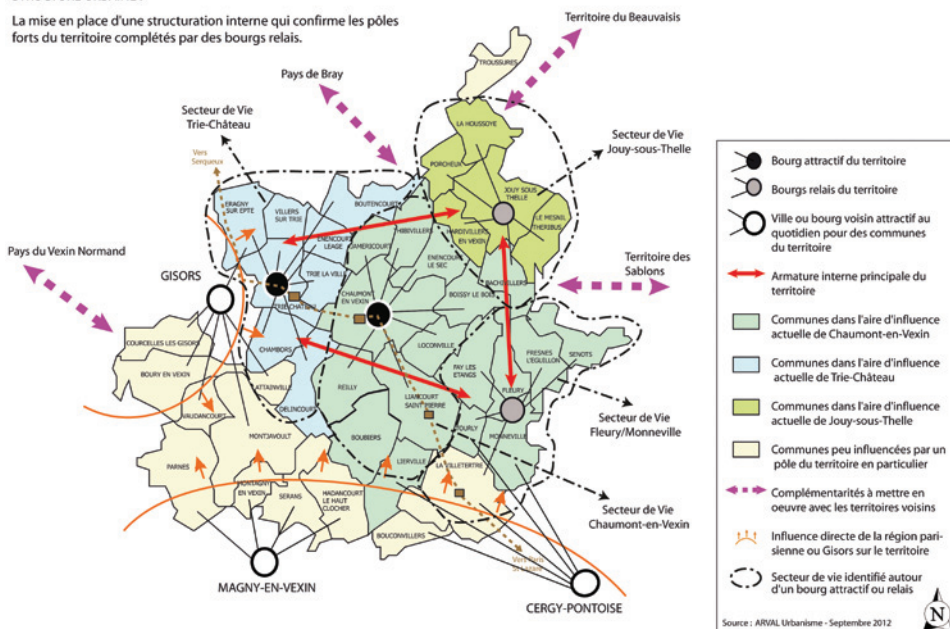 La mise en place d'une structuration interne qui confirme les pôles
forts du territoire complétés par des bourgs relais.
Territoire du Beauvaisis
TROUSSURES
Pays de Bray
Secteur de Vie
Trie-Château
Vers
Serqueux
LA HOUSSOYE
Secteur de Vie
Jouy-sous-Thelle
PORCHEUX
JOUY SOUS
THELLE
ERAGNY
SUR EPTE
VILLERS
SUR TRIE
BOUTENCOURT
LE MESNIL
THERIBUS
THIBIVILLERS
HARDIVILLERS
EN VEXIN
ENENCOURT
LEAGE
JAMERICOURT
Pays du Vexin Normand
ENENCOURT
LE SEC
Territoire des
Sablons
GISORS
TRIE LA VILLE
BACHIVILLERS
CHAUMONT
EN VEXIN
BOISSY LE BOIS
TRIE-CHATEAU
COURCELLES LES-GISORS
CHAMBORS
LOCONVILLE
FRESNES
L'EGUILLON
SENOTS
BOURY EN VEXIN
FAY LES
ETANGS
ATTAINVILLE
REILLY
FLEURY
VAUDANCOURT
DELINCOURT
LIANCOURT
SAINT-PIERRE
Secteur de Vie
Fleury/Monneville
MONTJAVOULT
BOUBIERS
TOURLY
MONNEVILLE
PARNES
LIERVILLE
LA VILLETERTRE
MONTAGNY
EN VEXIN
SERANS
HADANCOURT
LE HAUT
CLOCHER
Secteur de Vie
Chaumont-en-Vexin
BOUCONVILLERS
Vers Paris
St Lazare
MAGNY-EN-VEXIN
CERGY-PONTOISE
Bourg attractif du territoire
Bourgs relais du territoire
Ville ou bourg voisin attractif au
quotidien pour des communes
du territoire
Armature interne principale du
territoire
Communes dans l'aire d'influence
actuelle de Chaumont-en-Vexin
Communes dans l'aire d'influence
actuelle de Trie-Château
Communes dans l'aire d'influence
actuelle de Jouy-sous-Thelle
Communes peu influencées par un
pôle du territoire en particulier
Complémentarités à mettre en
oeuvre avec les territoires voisins
Influence directe de la région pari-
sienne ou Gisors sur le territoire
Secteur de vie identifié autour
d'un bourg attractif ou relais
Source : ARVAL Urbanisme - Septembre 2012
N